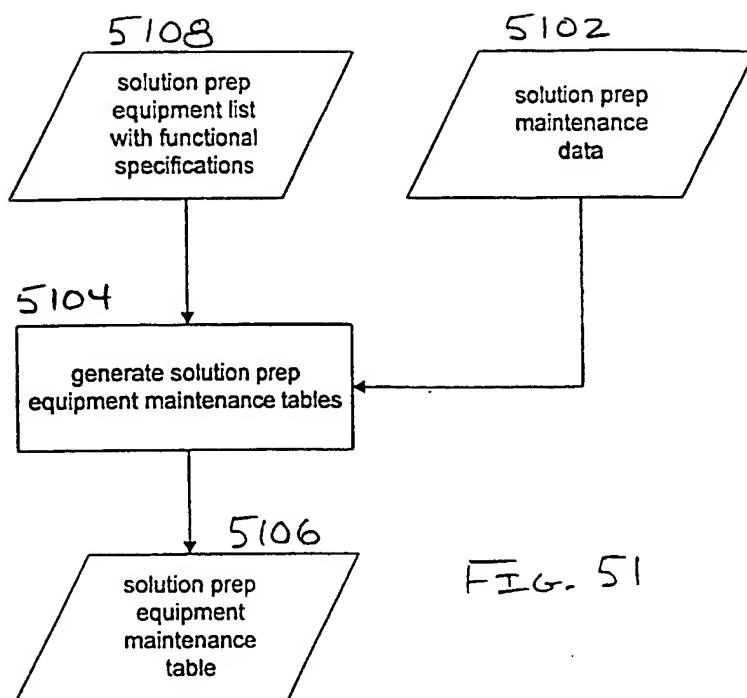 5108
solution prep
equipment list
with functional
specifications
5102
solution prep
maintenance
data
5104
generate solution prep
equipment maintenance tables
5106
solution prep
equipment
maintenance
table
FIG. 51